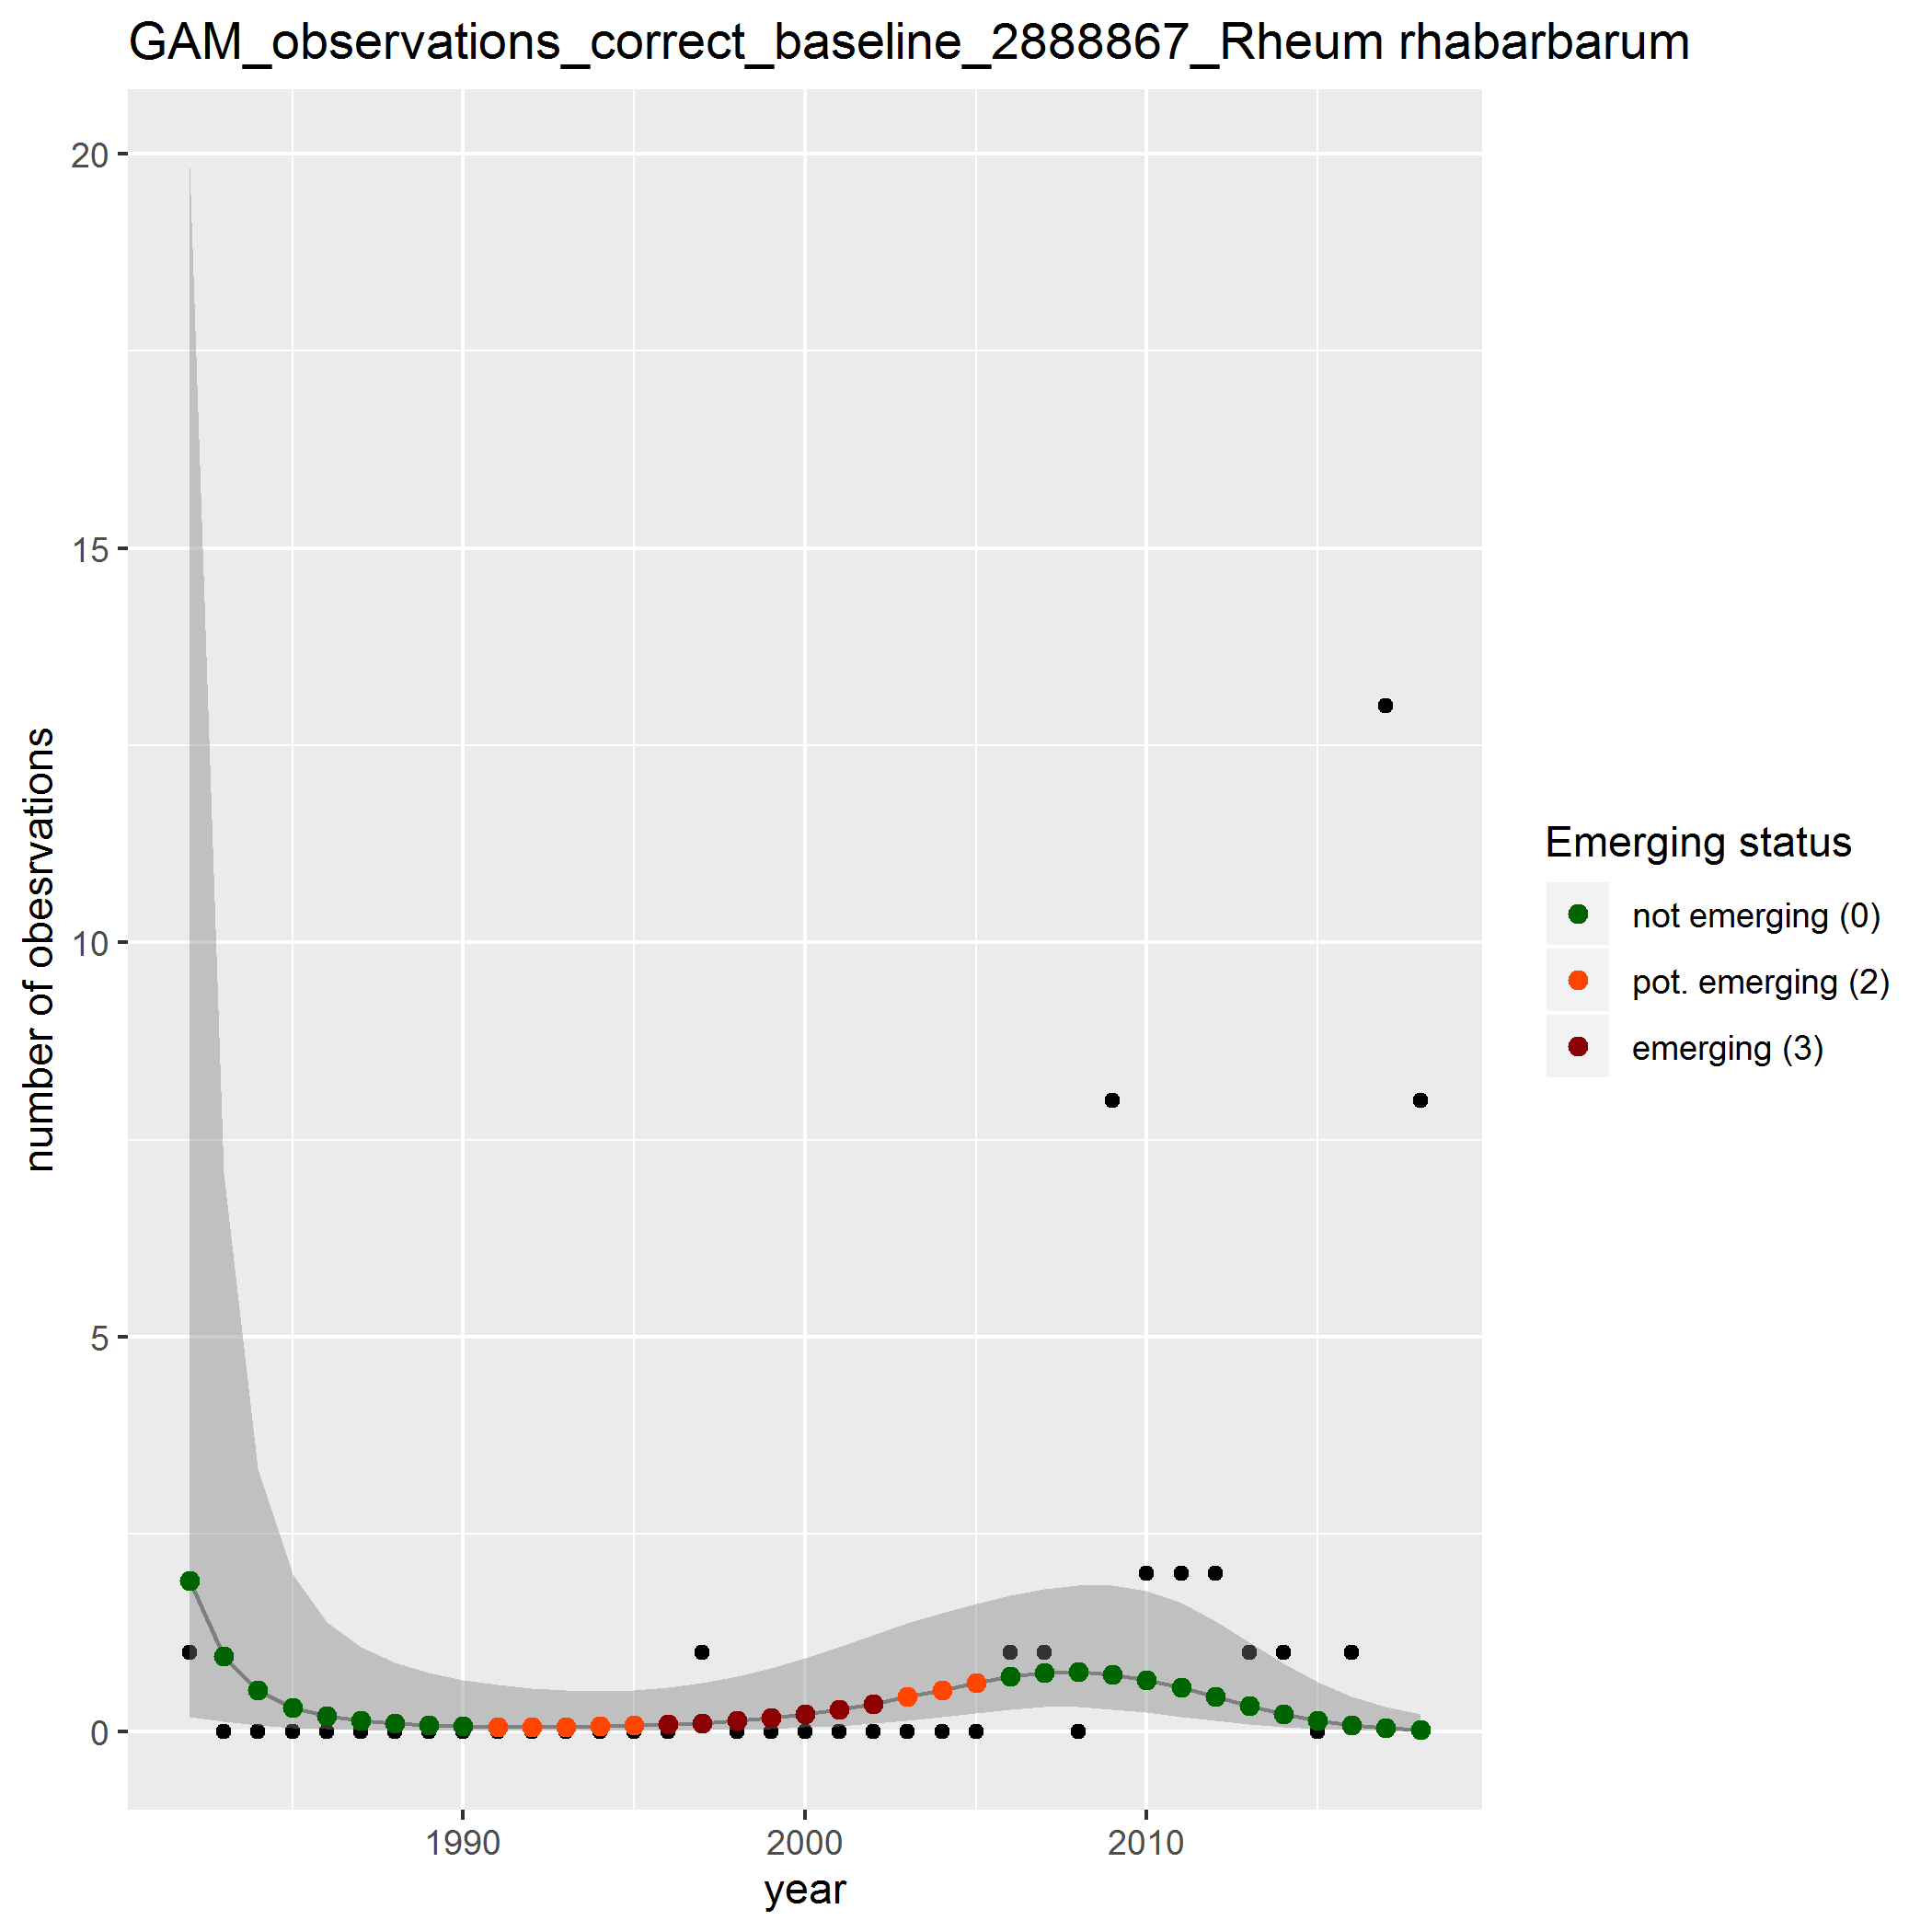 GAM_observations_correct_baseline_2888867_Rheum rhabarbarum
20
15
10
5
0
number of obesrvations
1990
2000
2010
year
Emerging status
not emerging (0)
pot. emerging (2)
emerging (3)